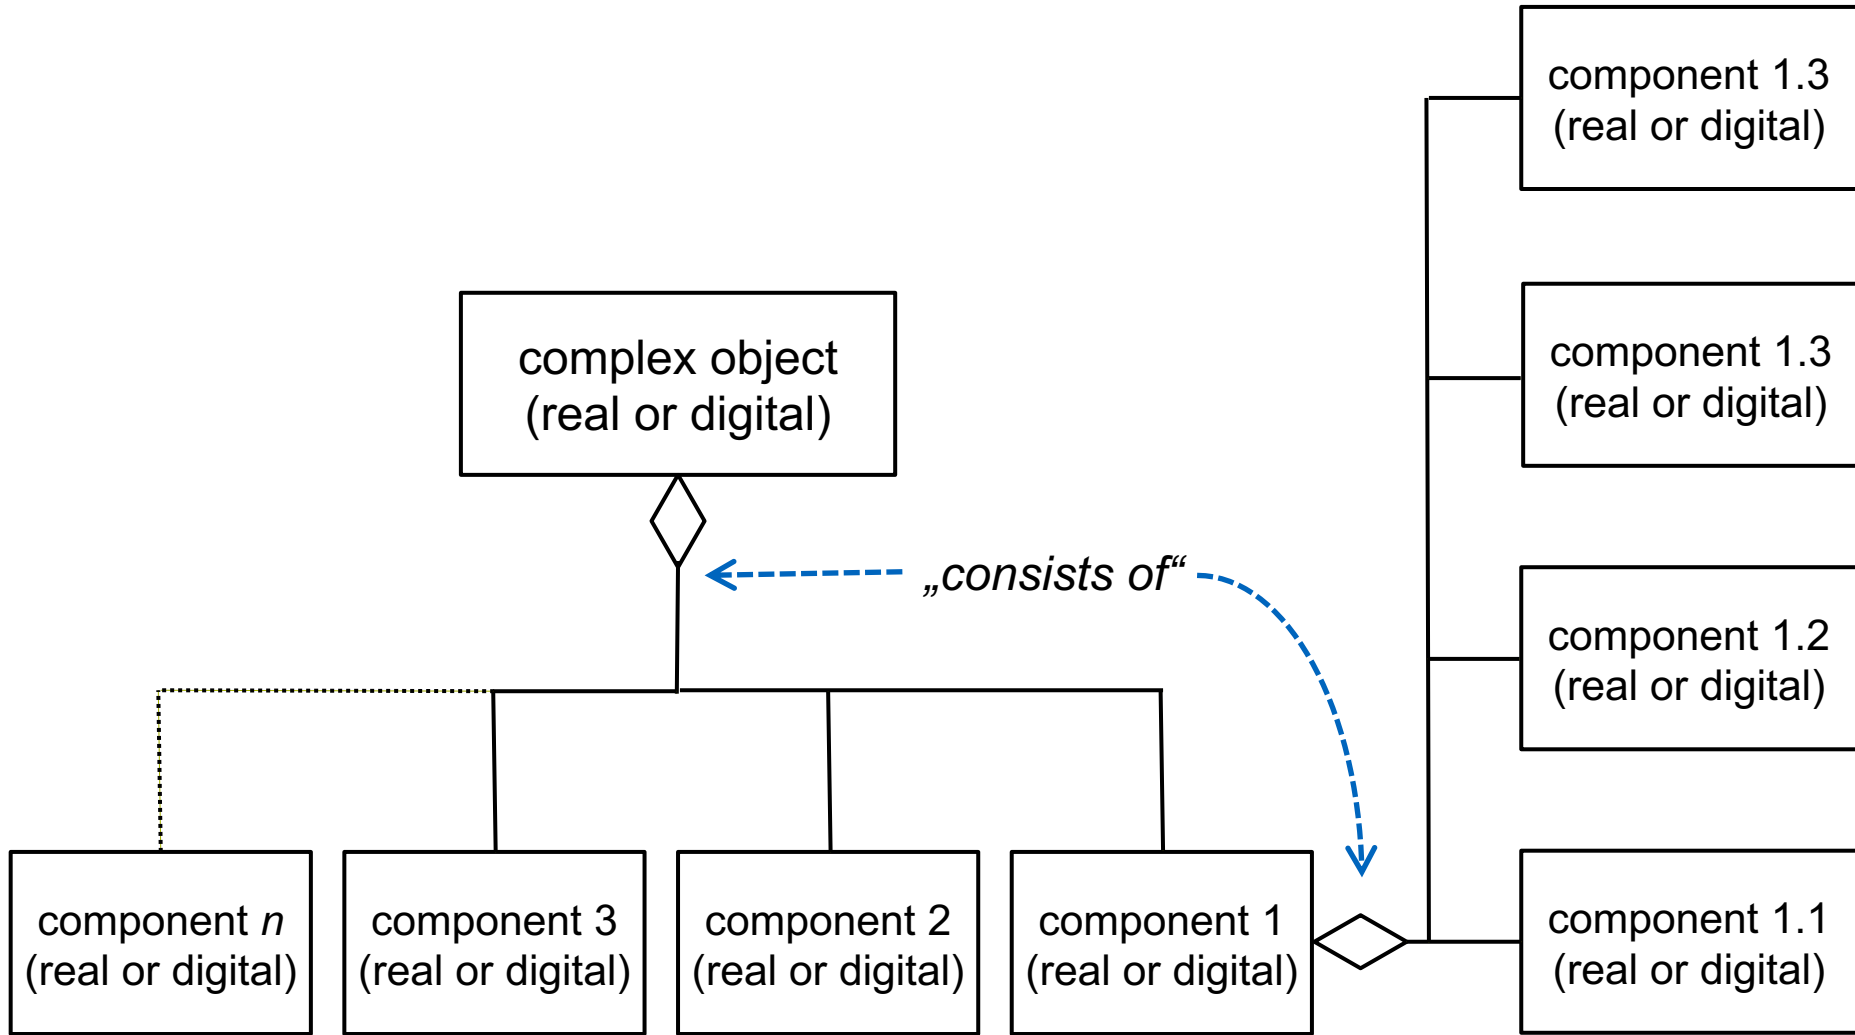 component 1.3
(real or digital)
complex object
(real or digital)
component 1.3
(real or digital)
„consists of“
component 1.2
(real or digital)
component n
(real or digital)
component 3
(real or digital)
component 2
(real or digital)
component 1
(real or digital)
component 1.1
(real or digital)